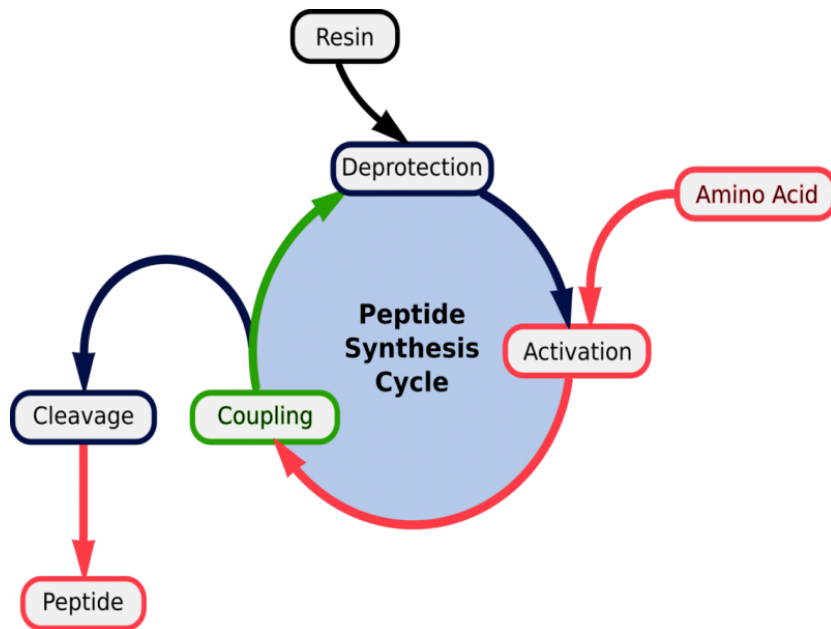 Resin
Deprotection
Amino Acid
Peptide
Synthesis
Cycle
Activation
Cleavage
Coupling
Peptide